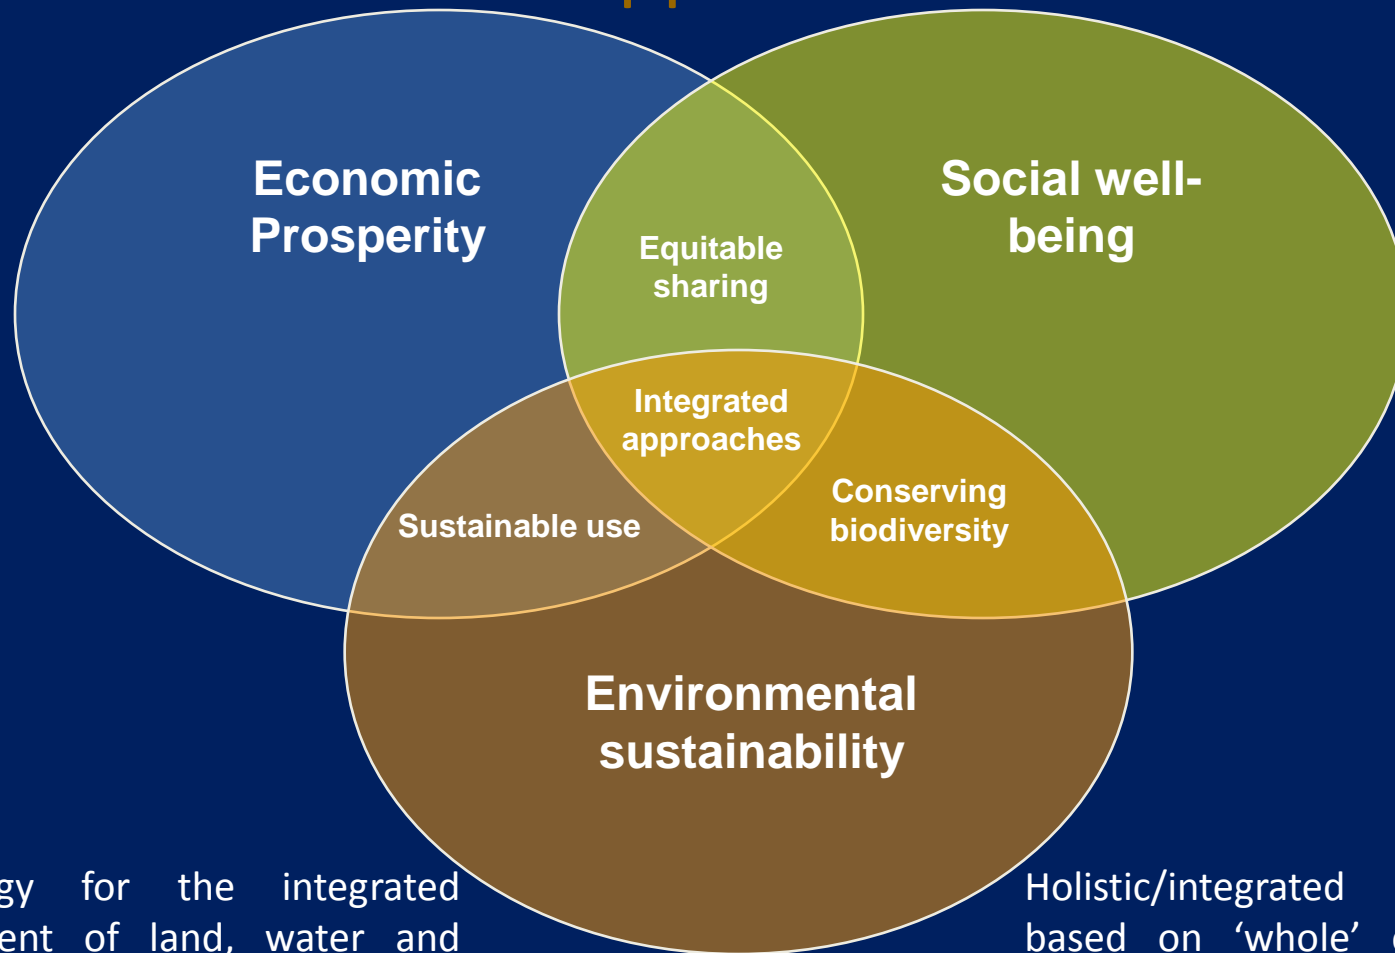 Economic
Prosperity
Social well-
being
Equitable
sharing
Integrated
approaches
Conserving
biodiversity
Sustainable use
Environmental
sustainability
for the integrated
of land, water and
Holistic/integrated
based on ‘whole’